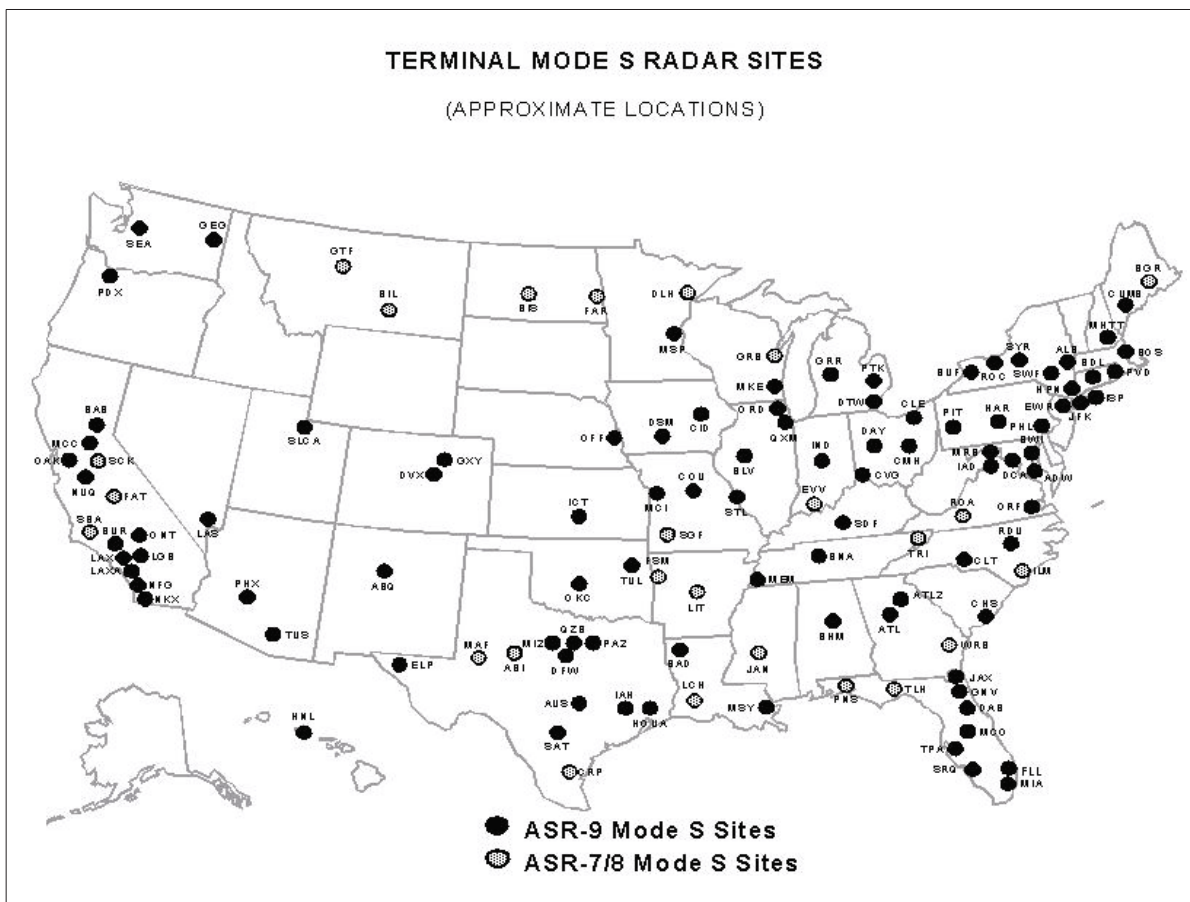 TERMINAL MODE S RADAR SITES
(APPROXIMATE LOCATIONS)
SEA
GEG
PDX
GTF
BIL
BIS
FAR
DLH
MSP
GRB
MKE
GRR
PTK
DTW
ORD
QXM
BGR
CUMB
MHTT
BOS
SYR
ALB
BDL
BUF
ROC
SWF
PVD
HPN
ISP
EWR
JFK
BAB
MCC
OAK
SCK
NUQ
FAT
SBA
BUR
ONT
LAS
LAX
LGB
LAXA
NFG
NKX
SLCA
DVX
GXY
OFF
DSM
CID
CLE
PIT
HAR
PHL
BWI
DAY
CMH
IND
CVG
MRB
IAD
DCA
ADW
BLV
STL
COU
MCI
ICT
SGF
EVV
SDF
ROA
ORF
RDU
TRI
CLT
ILM
BNA
MEM
FSM
TUL
OKC
LIT
PHX
TUS
ABQ
ELP
MAF
ABI
MIZ
QZB
PAZ
DFW
BAD
JAN
BHM
ATLZ
ATL
CHS
WRB
LCH
MSY
PNS
TLH
JAX
GNV
DAB
MCO
TPA
SRQ
FLL
MIA
AUS
IAH
HOUA
SAT
CRP
HNL
ASR-9 Mode S Sites
ASR-7/8 Mode S Sites